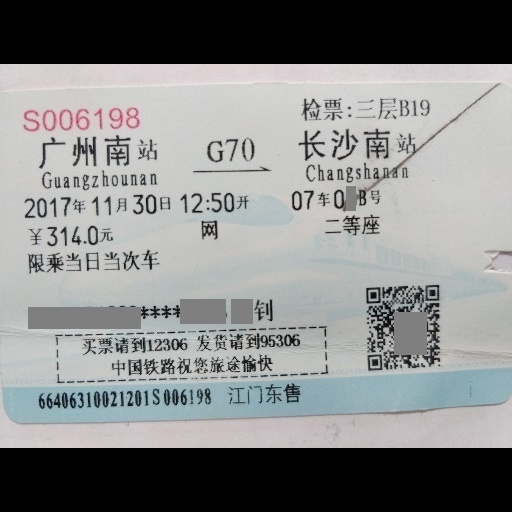 S006198 检票:三层B19
广州南站 G70 长沙南站
Guangzhounan Changshanan
2017年11月30日 12:50开 07车0 B号
¥314.0元 网 二等座
限乘当日当次车
**** 钊
买票请到12306 发货请到95306
中国铁路祝您旅途愉快
66406310021201S006198 江门东售